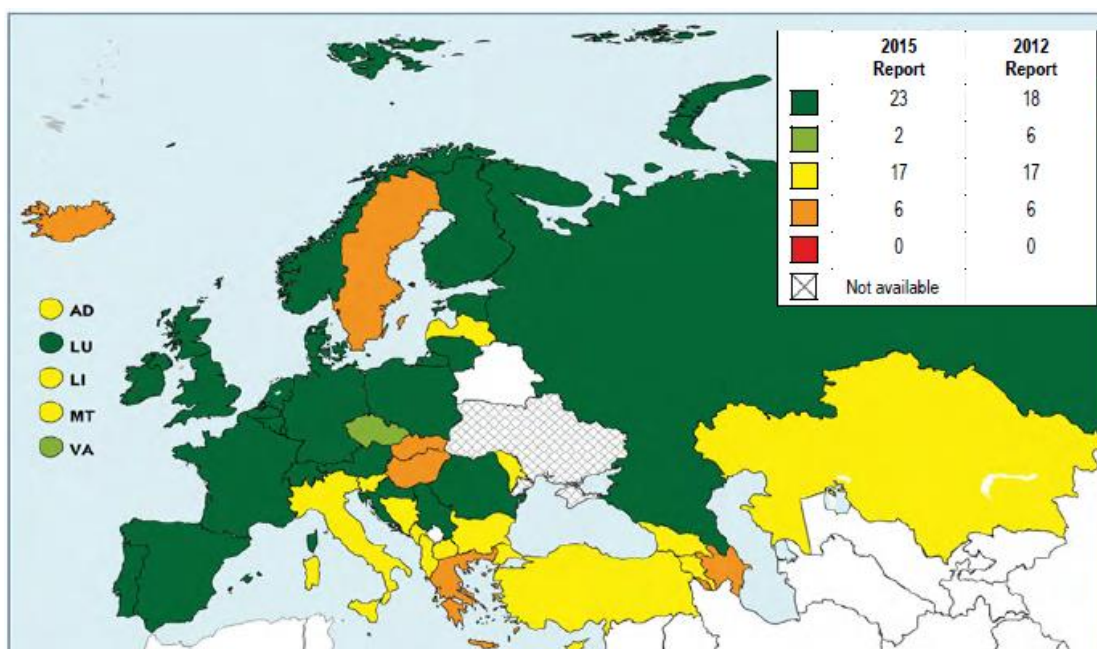 2015 Report 2012 Report
23 18
2 6
17 17
6 6
0 0
Not available
AD
LU
LI
MT
VA